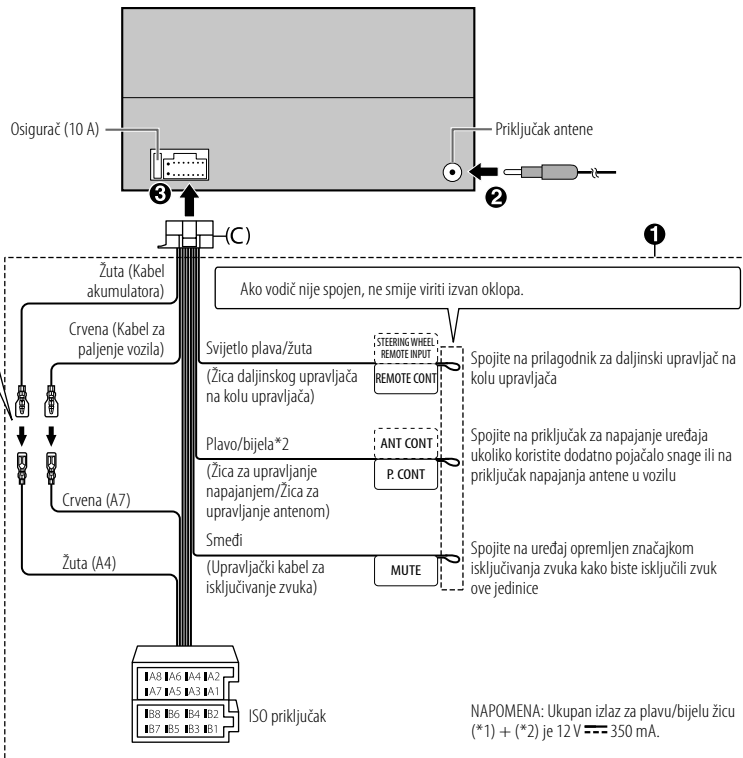 Osigurač (10 A)
Priključak antene
❸
❷
(C)
❶
Žuta (Kabel
akumulatora)
Ako vodič nije spojen, ne smije viriti izvan oklopa.
Crvena (Kabel za
paljenje vozila)
Svijetlo plava/žuta
(Žica daljinskog upravljača
na kolu upravljača)
STEERING WHEEL
REMOTE INPUT
REMOTE CONT
Spojite na prilagodnik za daljinski upravljač na
kolu upravljača
Plavo/bijela*2
(Žica za upravljanje
napajanjem/Žica za
upravljanje antenom)
ANT CONT
P. CONT
Spojite na priključak za napajanje uređaja
ukoliko koristite dodatno pojačalo snage ili na
priključak napajanja antene u vozilu
Crvena (A7)
Smeđi
(Upravljački kabel za
isključivanje zvuka)
MUTE
Spojite na uređaj opremljen značajkom
isključivanja zvuka kako biste isključili zvuk
ove jedinice
Žuta (A4)
A8 A6 A4 A2
A7 A5 A3 A1
B8 B6 B4 B2
B7 B5 B3 B1
ISO priključak
NAPOMENA: Ukupan izlaz za plavu/bijelu žicu
(*1) + (*2) je 12 V ⎓ 350 mA.